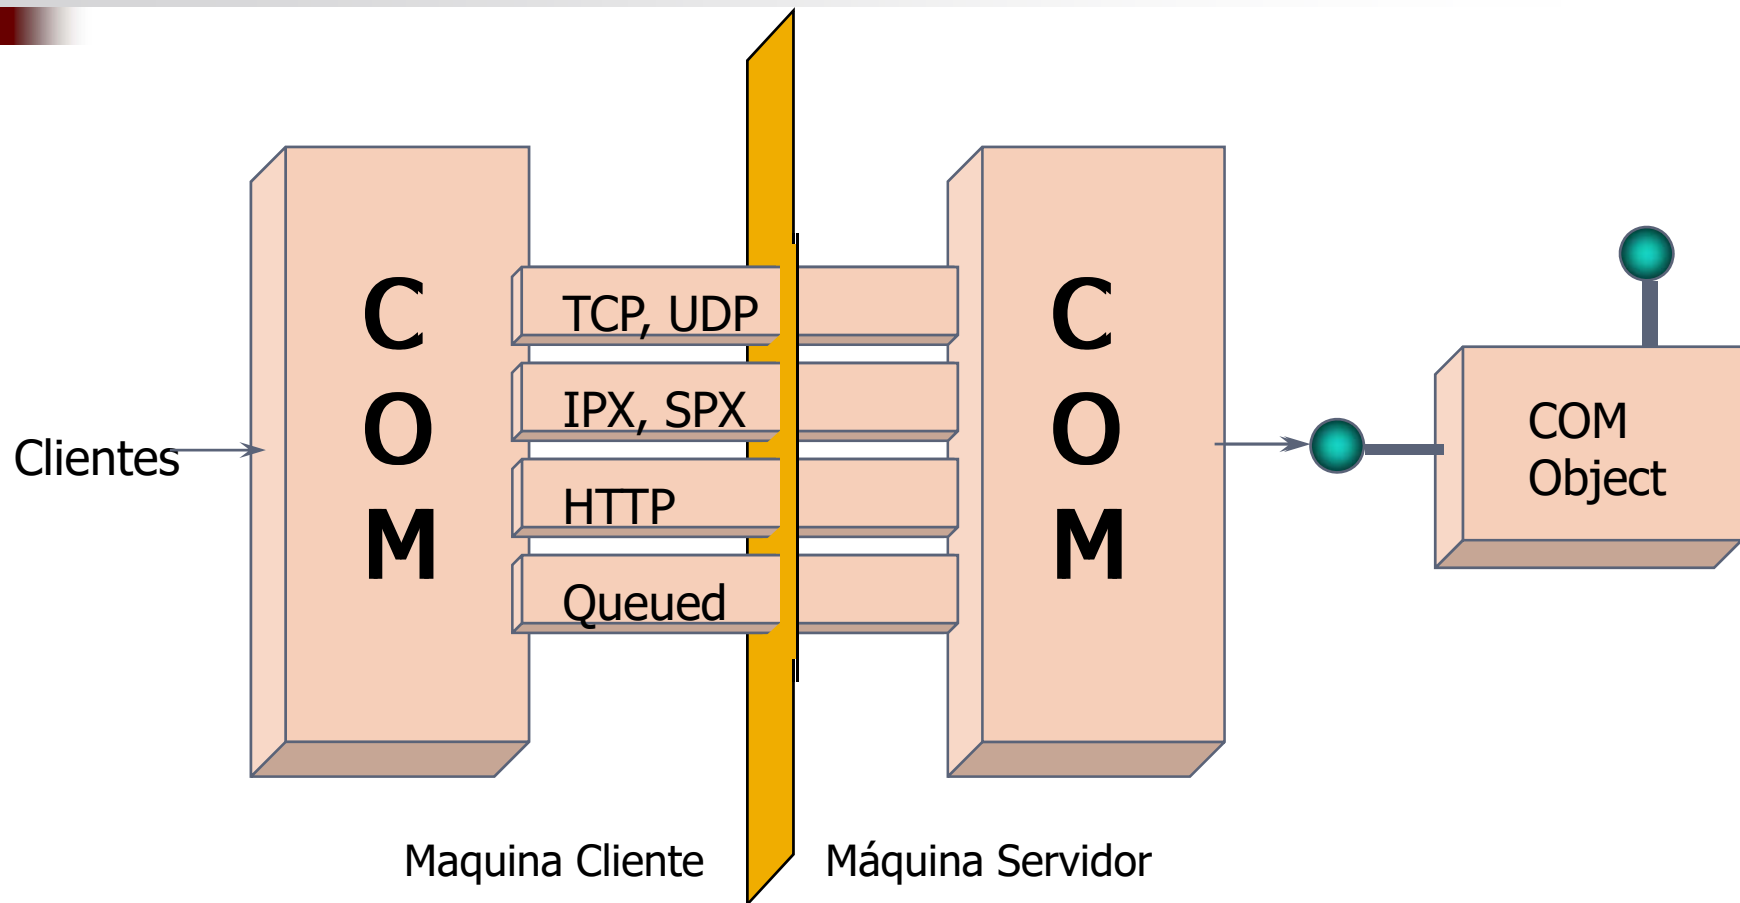 Clientes
C
O
M
TCP, UDP
IPX, SPX
HTTP
Queued
C
O
M
COM
Object
Maquina Cliente
Máquina Servidor